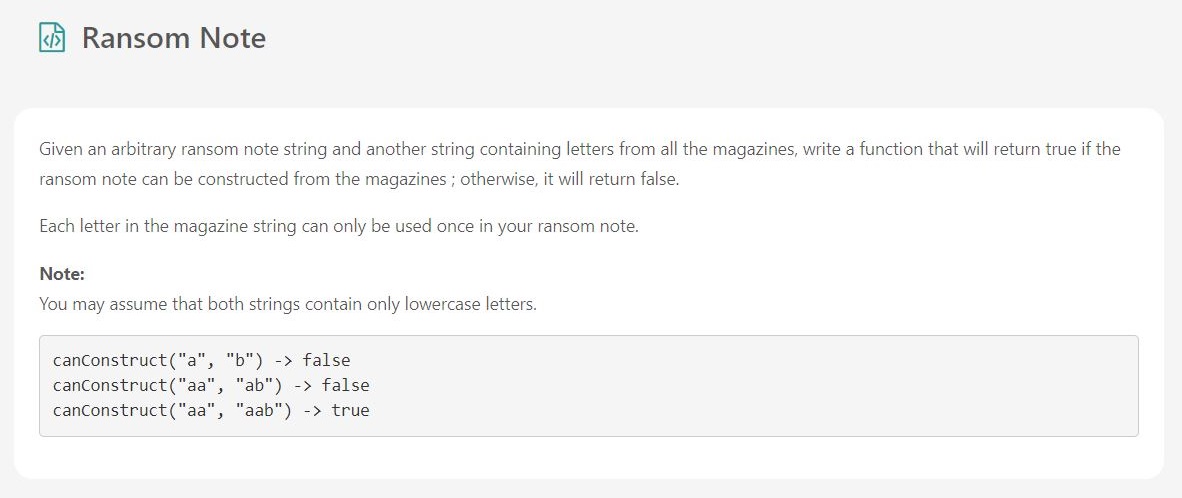 Ransom Note
Given an arbitrary ransom note string and another string containing letters from all the magazines, write a function that will return true if the
ransom note can be constructed from the magazines ; otherwise, it will return false.
Each letter in the magazine string can only be used once in your ransom note.
Note:
You may assume that both strings contain only lowercase letters.
canConstruct("a", "b") -> false
canConstruct("aa", "ab") -> false
canConstruct("aa", "aab") -> true